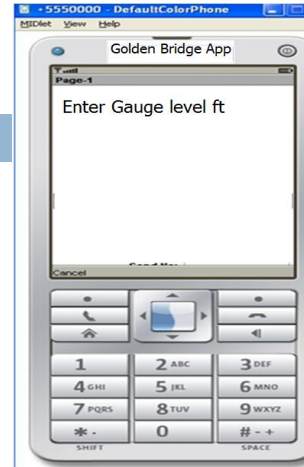 +5550000 - DefaultColorPhone
MIDlet View Help
Golden Bridge App
Page-1
Enter Gauge level ft
Cancel
1 2 ABC 3 DEF
4 GHI 5 JKL 6 MNO
7 PQRS 8 TUV 9 WXYZ
* . 0 # - +
SHIFT SPACE